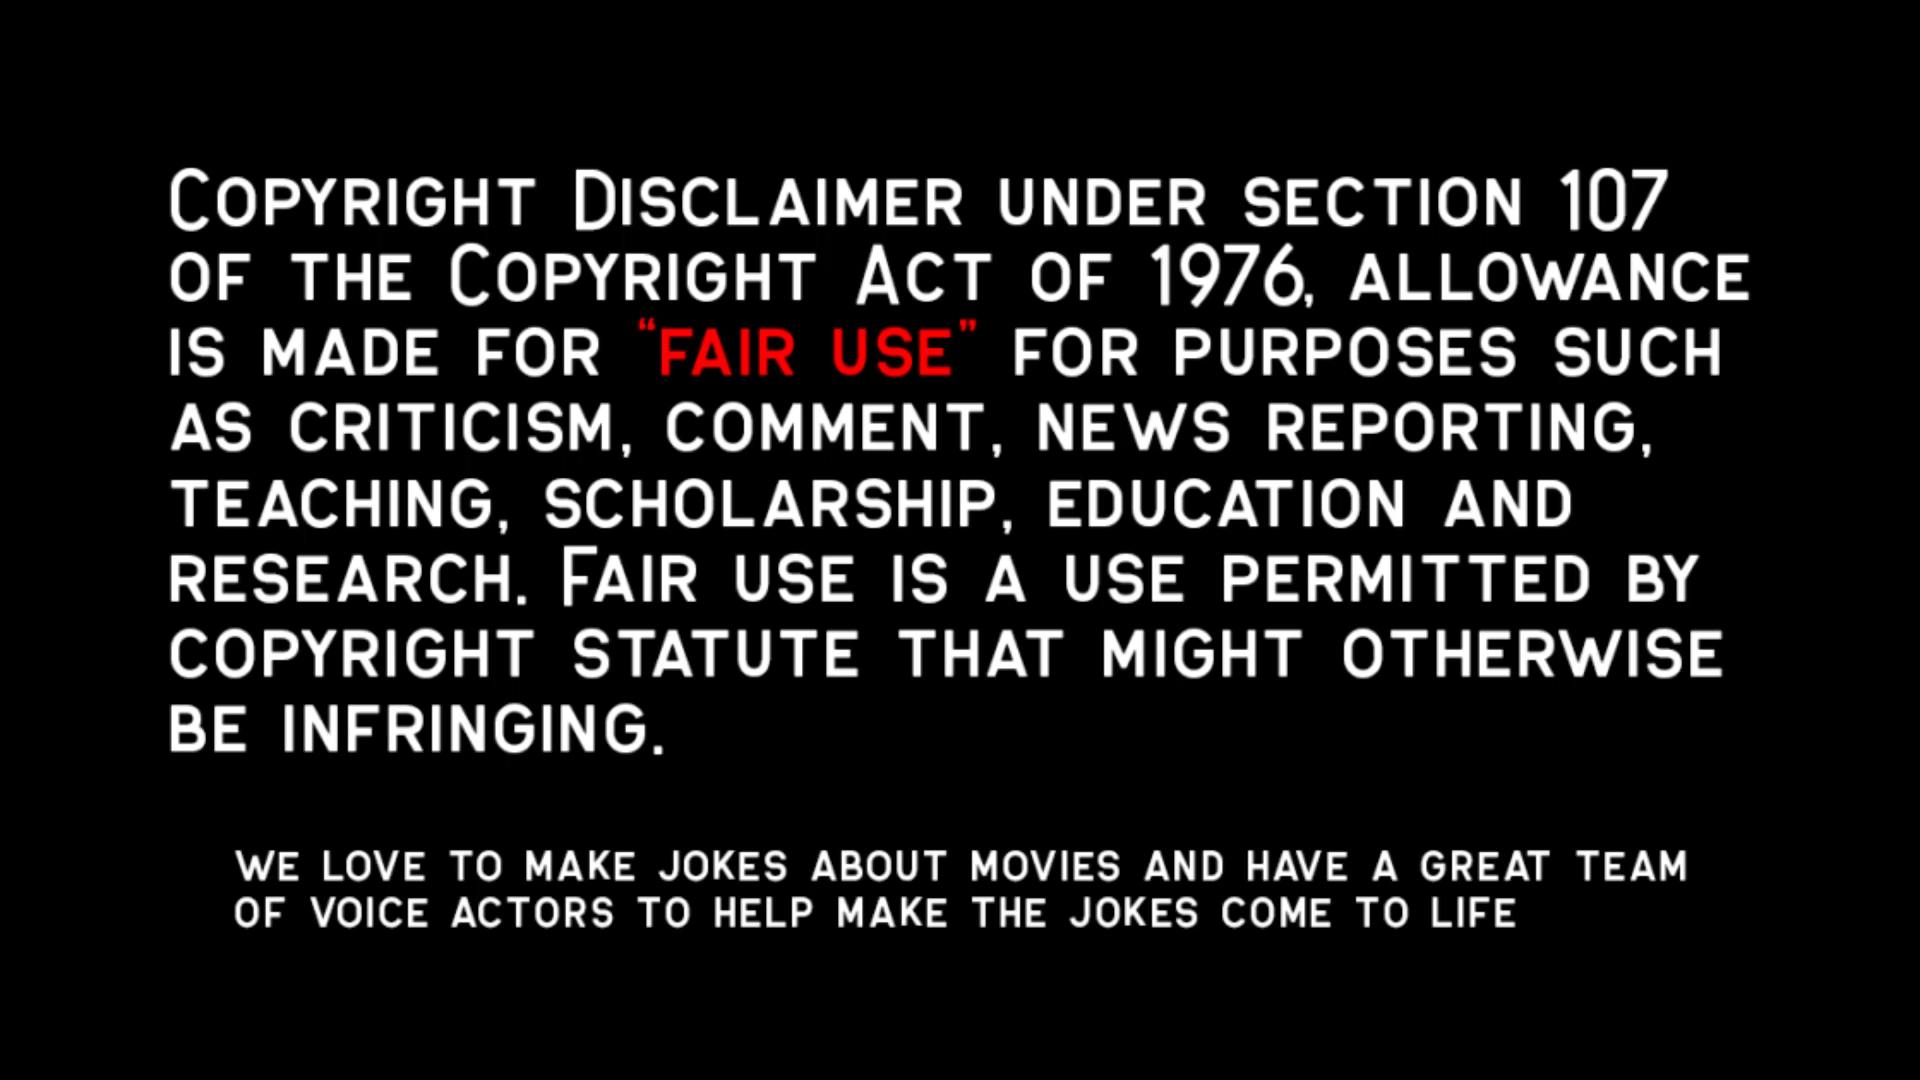 Copyright Disclaimer under section 107
of the Copyright Act of 1976, allowance
is made for “fair use” for purposes such
as criticism, comment, news reporting,
teaching, scholarship, education and
research. Fair use is a use permitted by
copyright statute that might otherwise
be infringing.
we love to make jokes about movies and have a great team
of voice actors to help make the jokes come to life